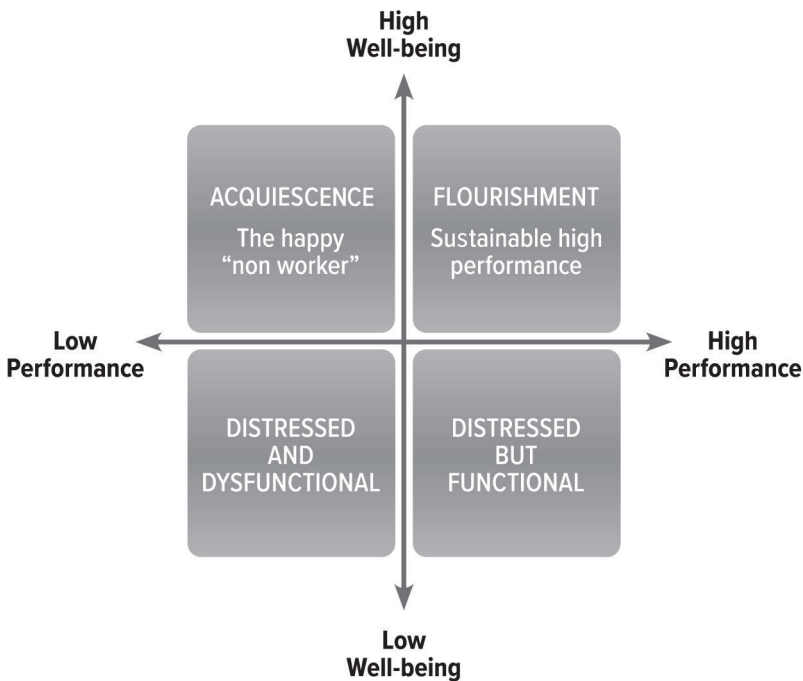 High
Well-being
ACQUIESCENCE
The happy
“non worker”
FLOURISHMENT
Sustainable high
performance
Low
Performance
High
Performance
DISTRESSED
AND
DYSFUNCTIONAL
DISTRESSED
BUT
FUNCTIONAL
Low
Well-being